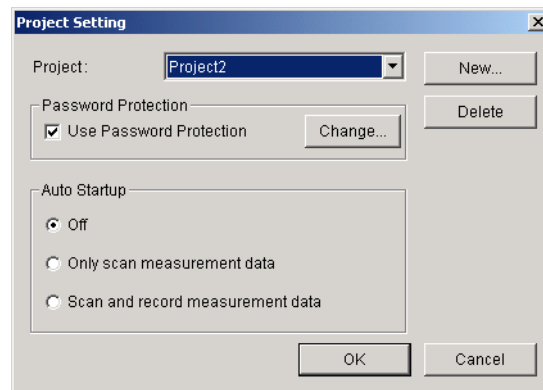 Project Setting
Project: Project2 New...
Password Protection Delete
Use Password Protection Change...
Auto Startup
Off
Only scan measurement data
Scan and record measurement data
OK Cancel